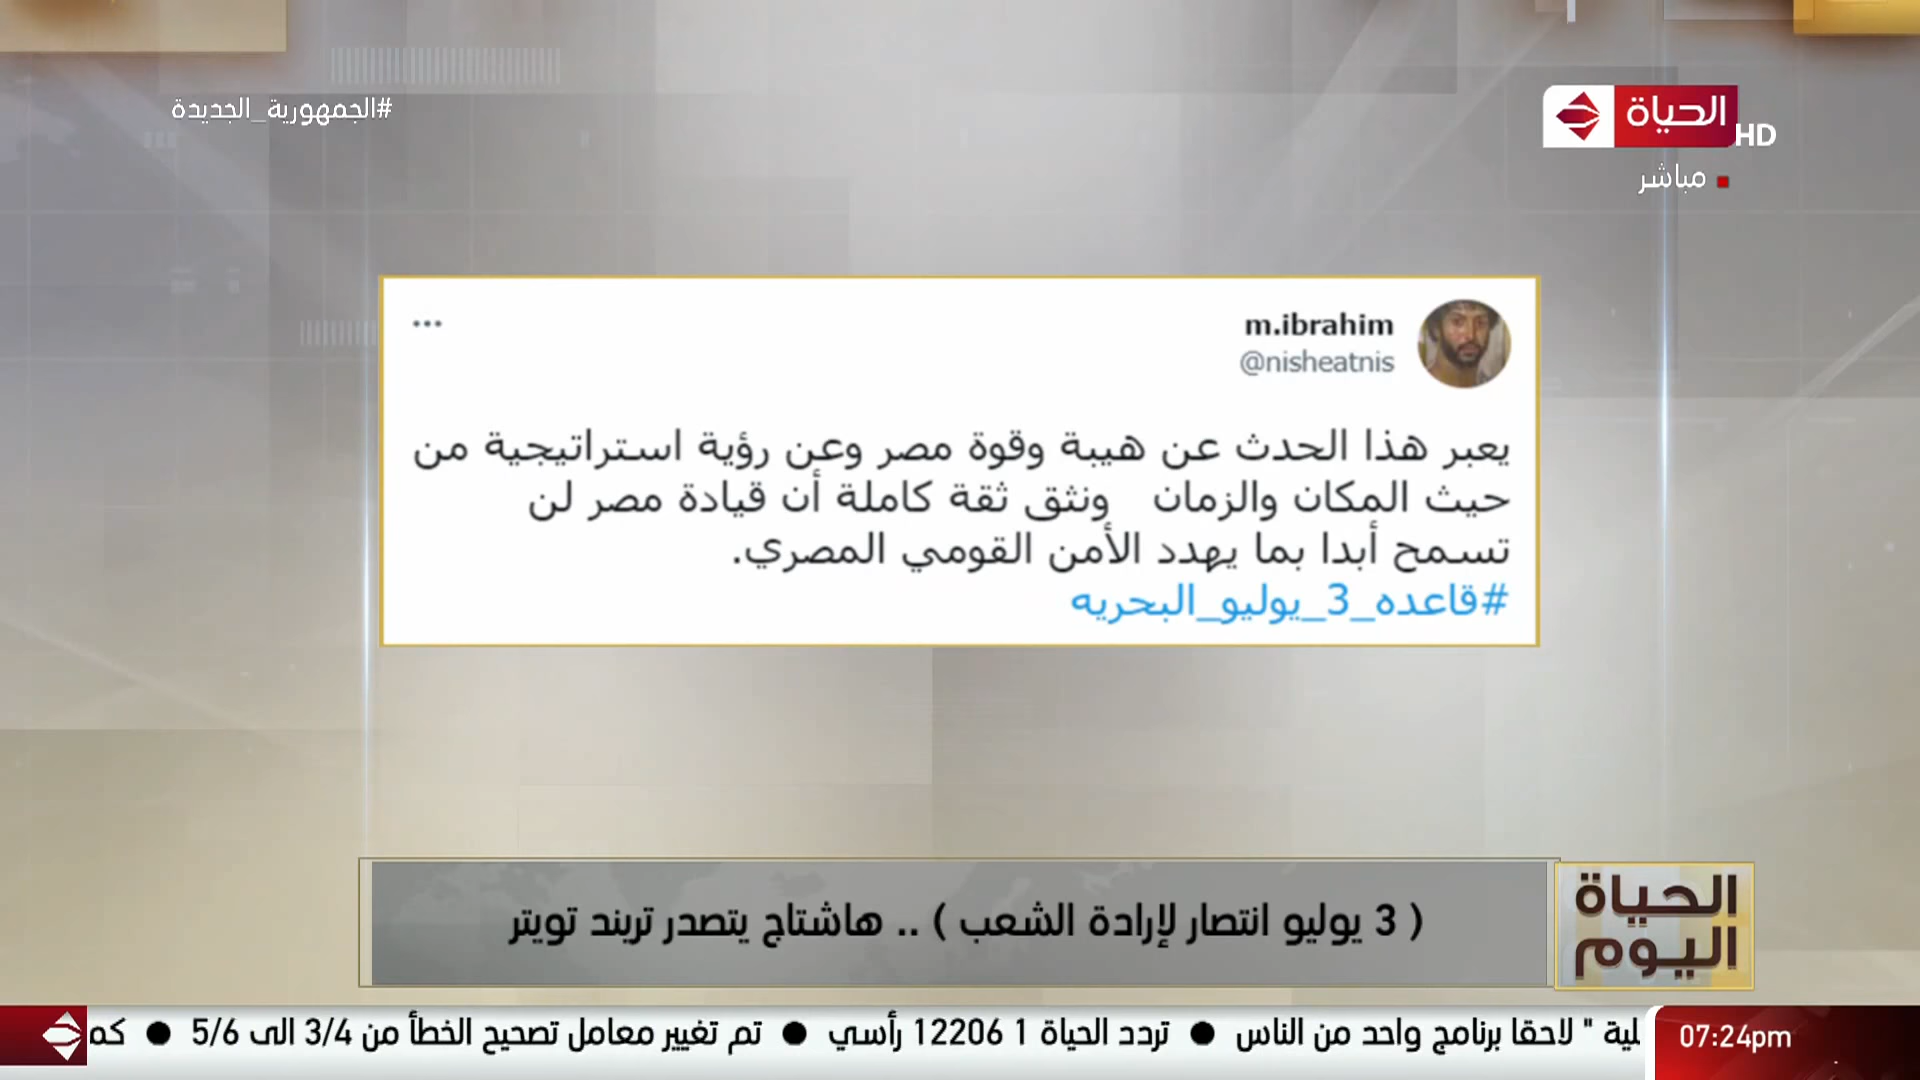 #الجمهورية_الجديدة
الحياة
HD
مباشر
m.ibrahim
@nisheatnis
يعبر هذا الحدث عن هيبة وقوة مصر وعن رؤية استراتيجية من
حيث المكان والزمان ونثق ثقة كاملة أن قيادة مصر لن
تسمح أبدا بما يهدد الأمن القومي المصري.
#قاعده_3_يوليو_البحريه
( 3 يوليو انتصار لإرادة الشعب ) .. هاشتاج يتصدر تريند تويتر
الحياة
اليوم
لية " لاحقا برنامج واحد من الناس ● تردد الحياة 1 12206 رأسي ● تم تغيير معامل تصحيح الخطأ من 3/4 الى 5/6 ● كم
07:24pm